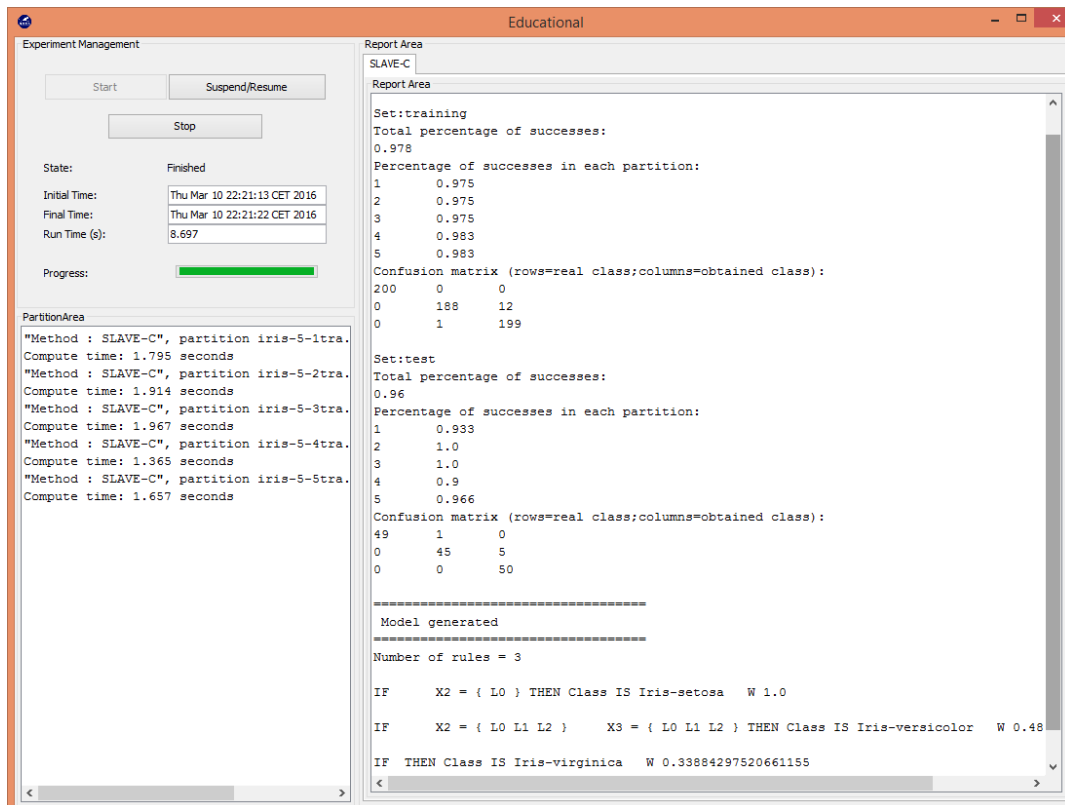 Educational
Experiment Management
Start
Suspend/Resume
Stop
State: Finished
Initial Time: Thu Mar 10 22:21:13 CET 2016
Final Time: Thu Mar 10 22:21:22 CET 2016
Run Time (s): 8.697
Progress:
PartitionArea
"Method : SLAVE-C", partition iris-5-1tra.
Compute time: 1.795 seconds
"Method : SLAVE-C", partition iris-5-2tra.
Compute time: 1.914 seconds
"Method : SLAVE-C", partition iris-5-3tra.
Compute time: 1.967 seconds
"Method : SLAVE-C", partition iris-5-4tra.
Compute time: 1.365 seconds
"Method : SLAVE-C", partition iris-5-5tra.
Compute time: 1.657 seconds
Report Area
SLAVE-C
Report Area
Set:training
Total percentage of successes:
0.978
Percentage of successes in each partition:
1 0.975
2 0.975
3 0.975
4 0.983
5 0.983
Confusion matrix (rows=real class;columns=obtained class):
200 0 0
0 188 12
0 1 199
Set:test
Total percentage of successes:
0.96
Percentage of successes in each partition:
1 0.933
2 1.0
3 1.0
4 0.9
5 0.966
Confusion matrix (rows=real class;columns=obtained class):
49 1 0
0 45 5
0 0 50
===================================
Model generated
===================================
Number of rules = 3
IF X2 = { L0 } THEN Class IS Iris-setosa W 1.0
IF X2 = { L0 L1 L2 } X3 = { L0 L1 L2 } THEN Class IS Iris-versicolor W 0.48
IF THEN Class IS Iris-virginica W 0.33884297520661155